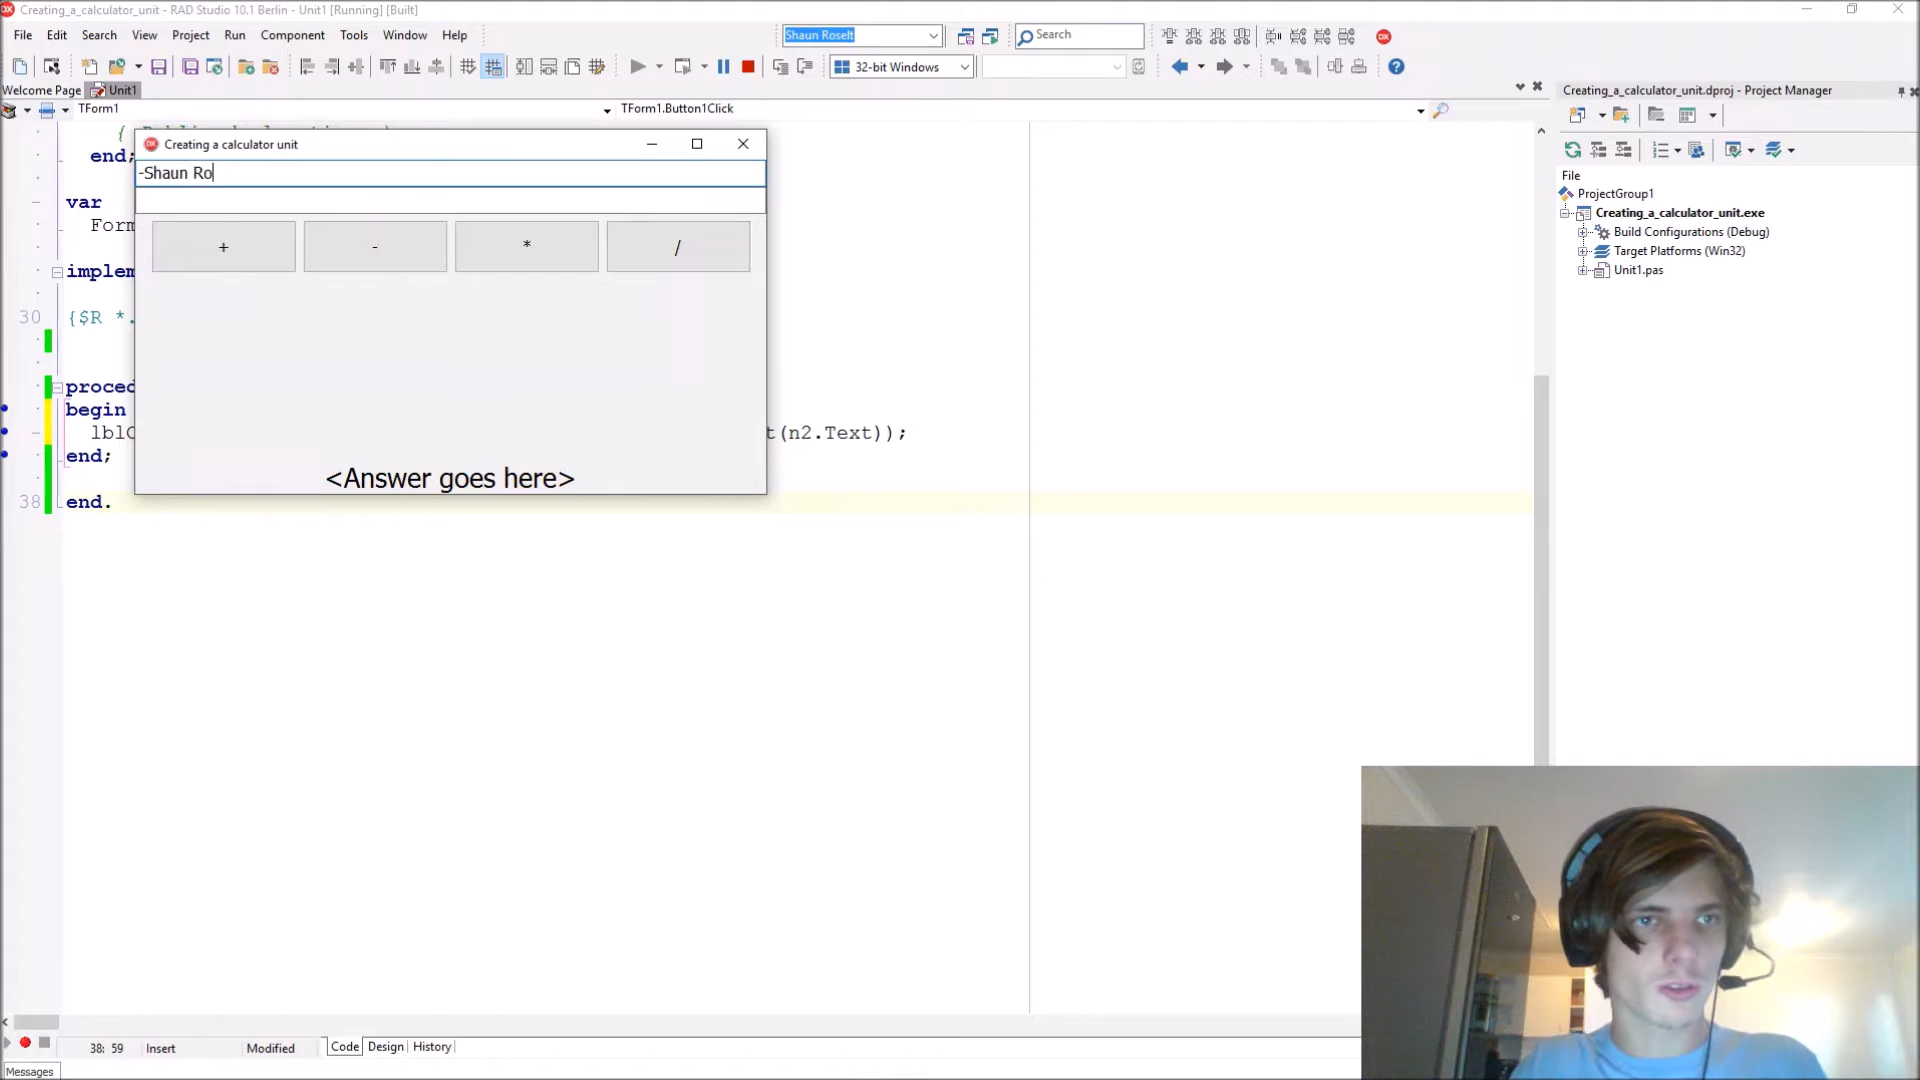 Creating_a_calculator_unit - RAD Studio 10.1 Berlin - Unit1 [Running] [Built]
File Edit Search View Project Run Component Tools Window Help
Shaun Roselt
Search
32-bit Windows
Welcome Page Unit1
Creating_a_calculator_unit.dproj - Project Manager
TForm1 TForm1.Button1Click
end;
Creating a calculator unit
-Shaun Ro
File
ProjectGroup1
Creating_a_calculator_unit.exe
Build Configurations (Debug)
Target Platforms (Win32)
Unit1.pas
var
Form
+ - * /
implem
30 {$R *.
proced
begin
lblC t(n2.Text));
end;
<Answer goes here>
38 end.
38: 59 Insert Modified Code Design History
Messages